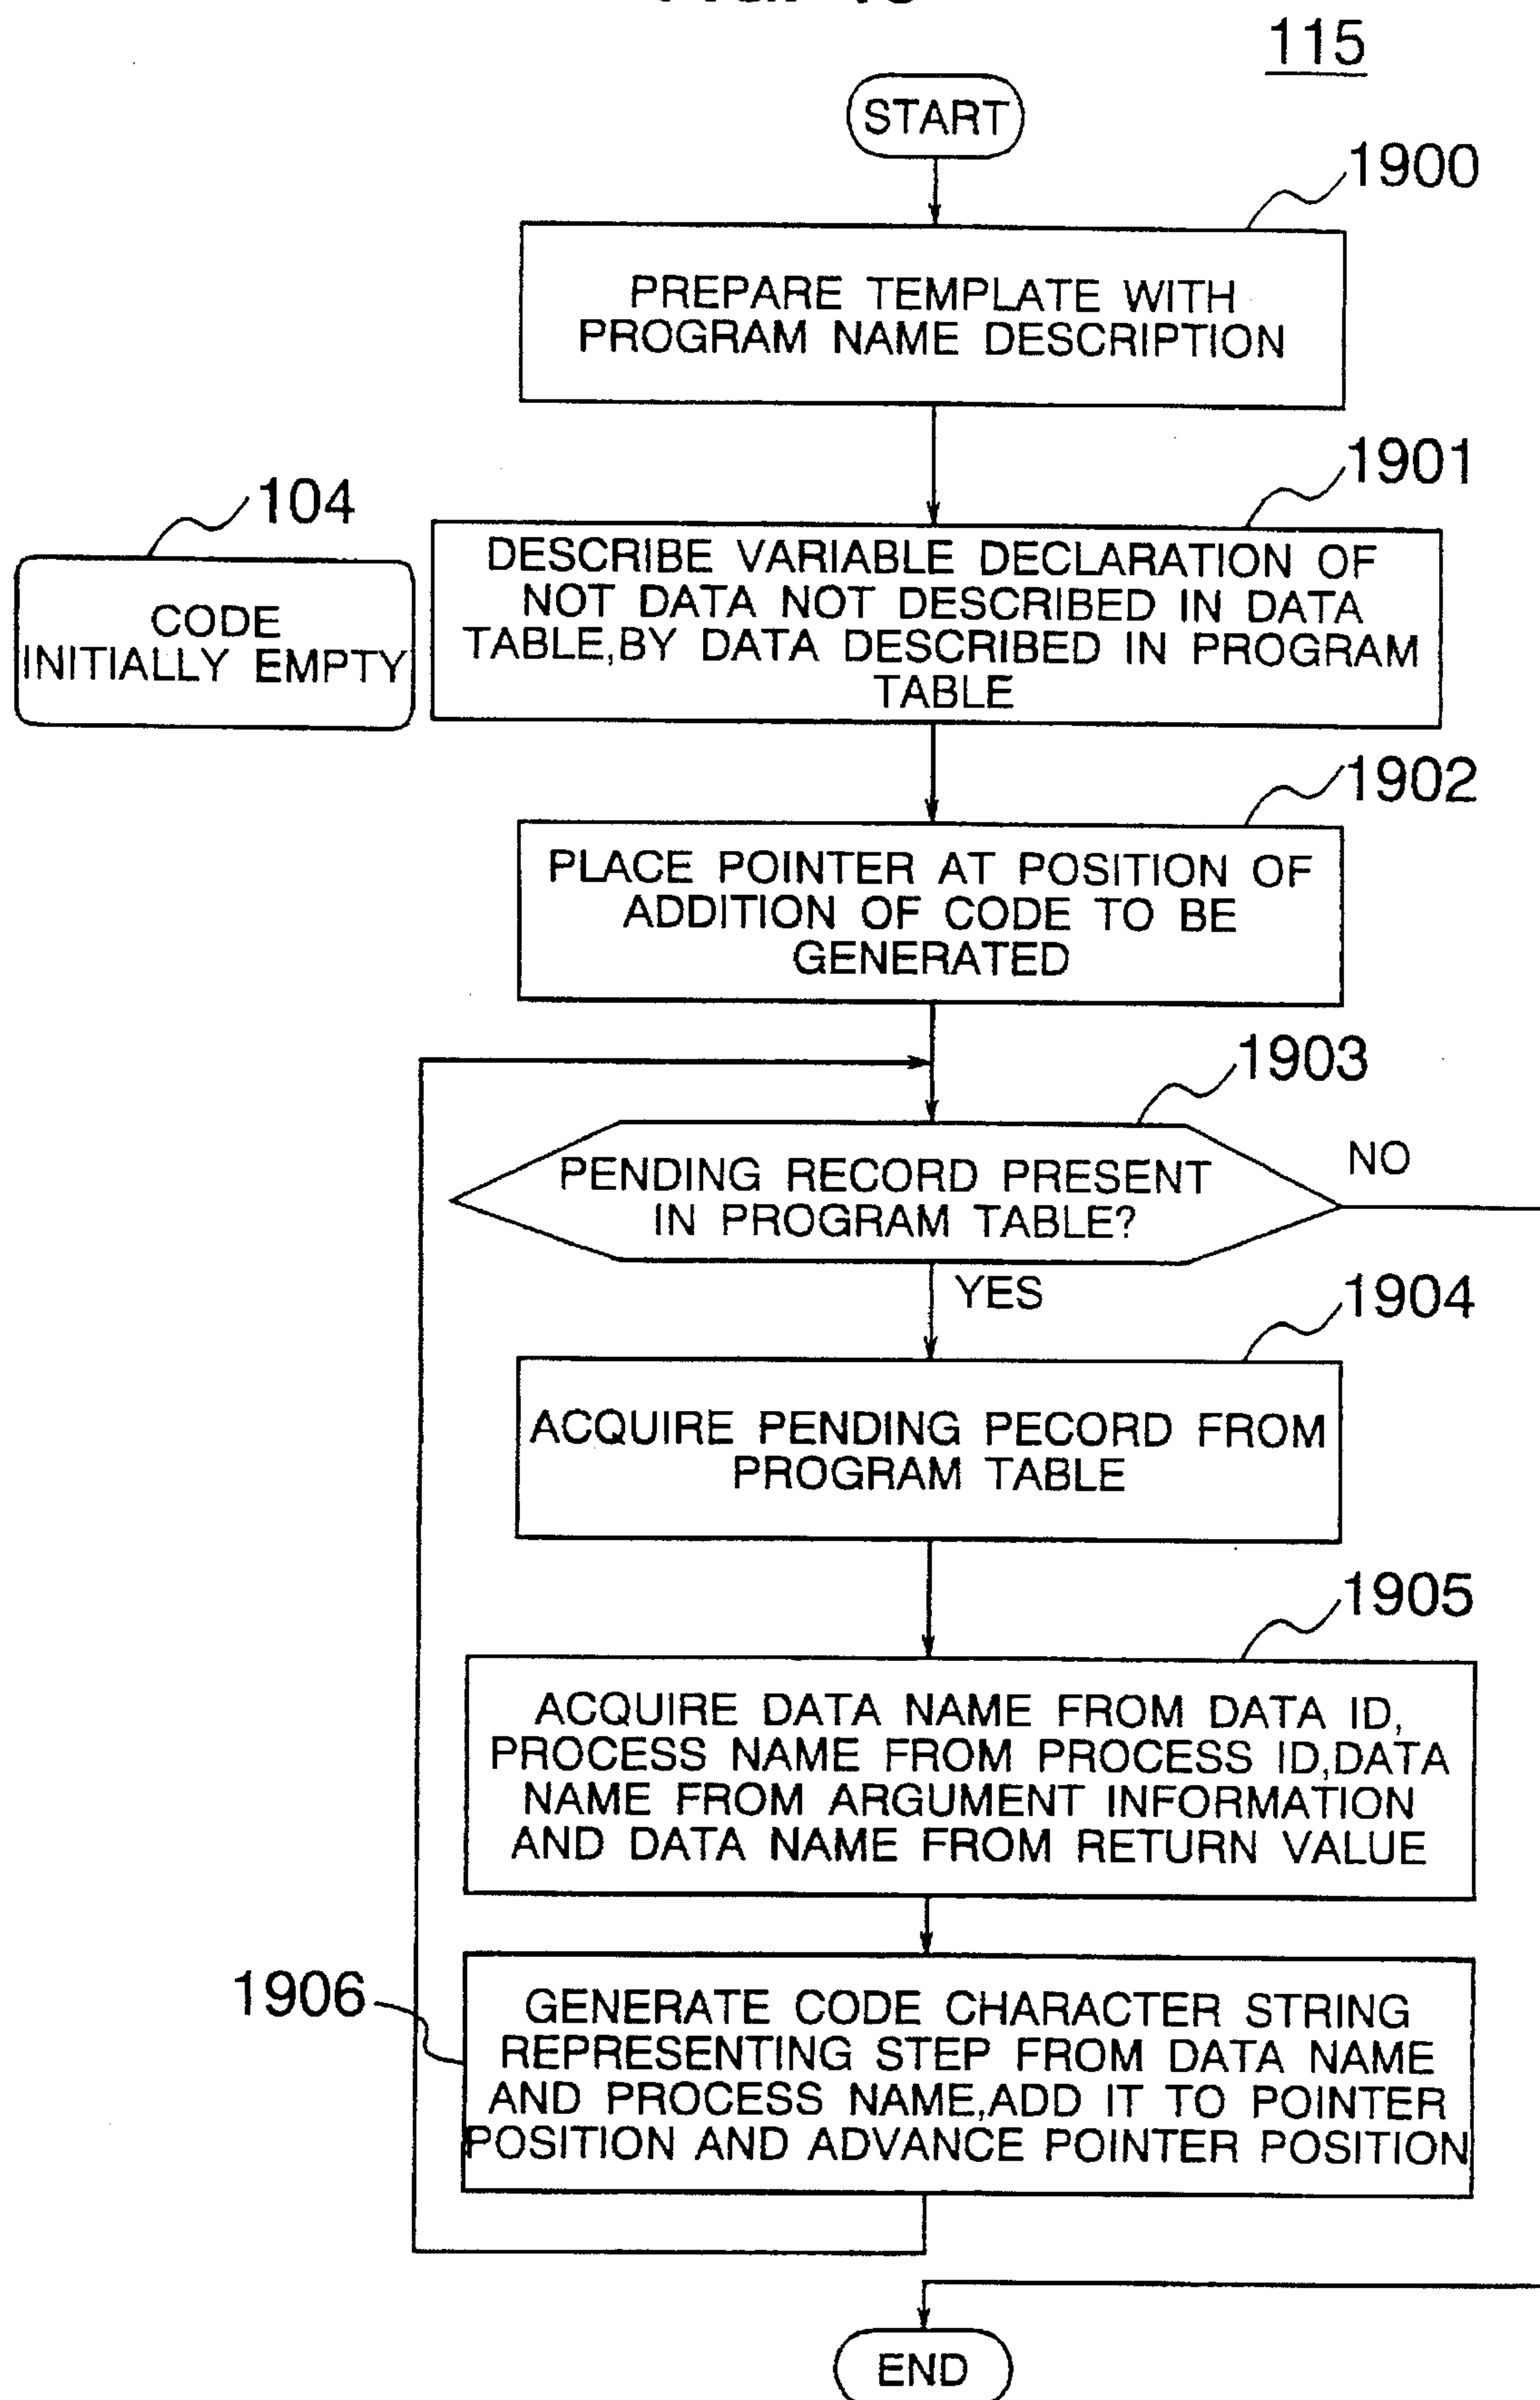 115
START
1900
PREPARE TEMPLATE WITH
PROGRAM NAME DESCRIPTION
1901
104
CODE
INITIALLY EMPTY
DESCRIBE VARIABLE DECLARATION OF
NOT DATA NOT DESCRIBED IN DATA
TABLE,BY DATA DESCRIBED IN PROGRAM
TABLE
1902
PLACE POINTER AT POSITION OF
ADDITION OF CODE TO BE
GENERATED
1903
PENDING RECORD PRESENT
IN PROGRAM TABLE?
NO
YES
1904
ACQUIRE PENDING PECORD FROM
PROGRAM TABLE
1905
ACQUIRE DATA NAME FROM DATA ID,
PROCESS NAME FROM PROCESS ID,DATA
NAME FROM ARGUMENT INFORMATION
AND DATA NAME FROM RETURN VALUE
1906
GENERATE CODE CHARACTER STRING
REPRESENTING STEP FROM DATA NAME
AND PROCESS NAME,ADD IT TO POINTER
POSITION AND ADVANCE POINTER POSITION
END